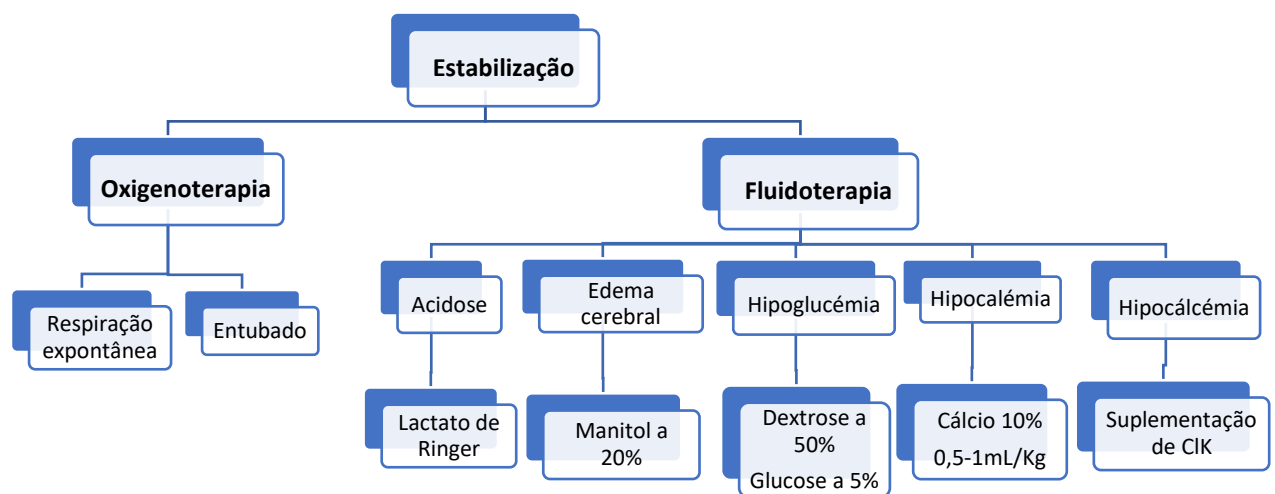 Estabilização
Oxigenoterapia
Fluidoterapia
Respiração
expontânea
Entubado
Acidose
Edema
cerebral
Hipoglucémia
Hipocalémia
Hipocálcémia
Lactato de
Ringer
Manitol a
20%
Dextrose a
50%
Glucose a 5%
Cálcio 10%
0,5-1mL/Kg
Suplementação
de ClK